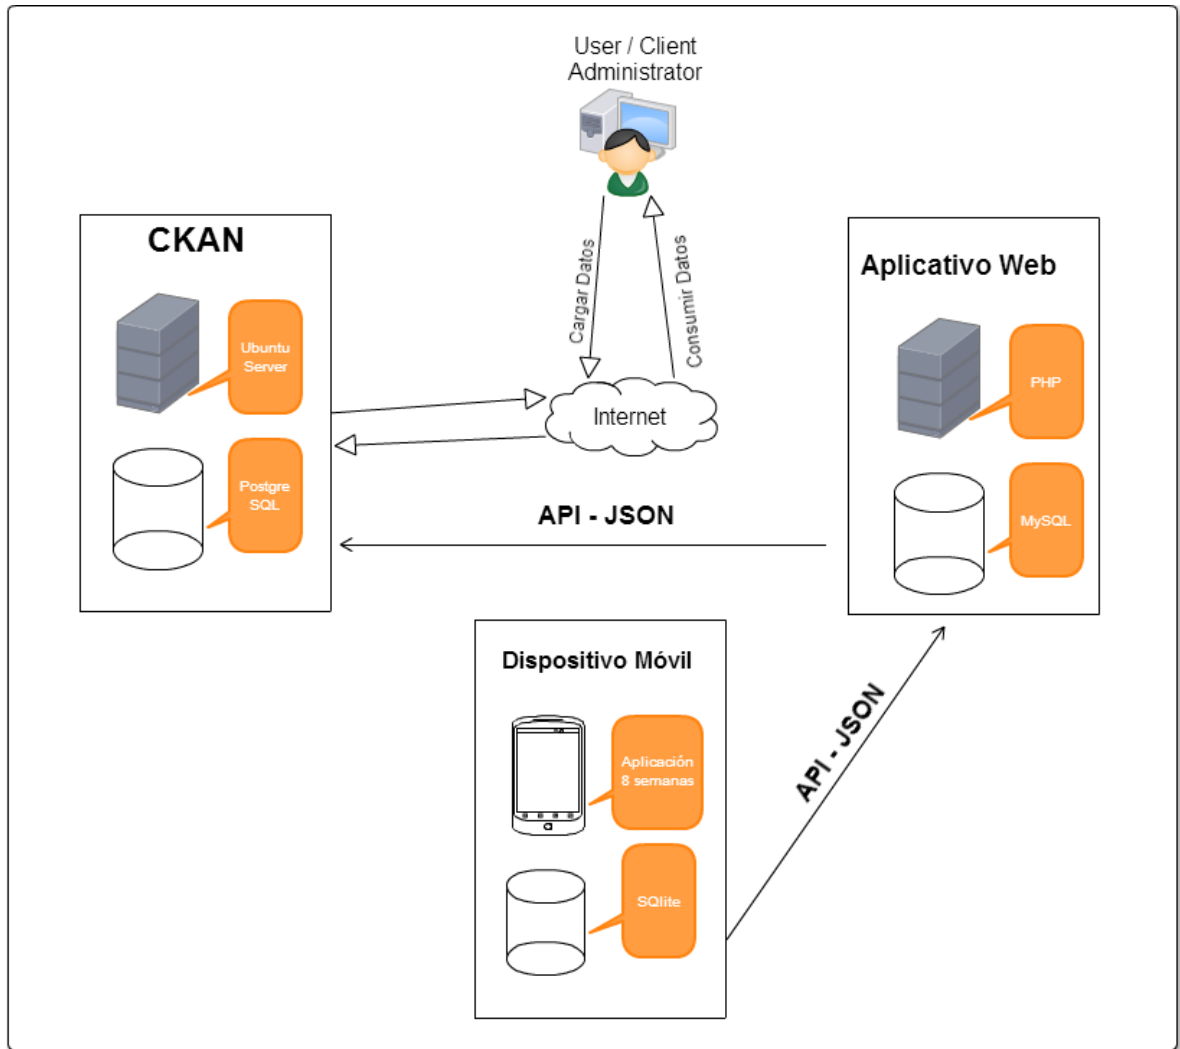 User / Client
Administrator
CKAN
Ubuntu
Server
Postgre
SQL
Cargar Datos
Consumir Datos
Internet
Aplicativo Web
PHP
MySQL
API - JSON
Dispositivo Móvil
Aplicación
8 semanas
SQlite
API - JSON